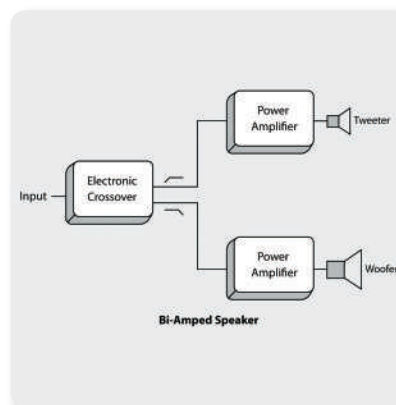 Power
Amplifier
Tweeter
Electronic
Crossover
Input
Power
Amplifier
Woofer
Bi-Amped Speaker